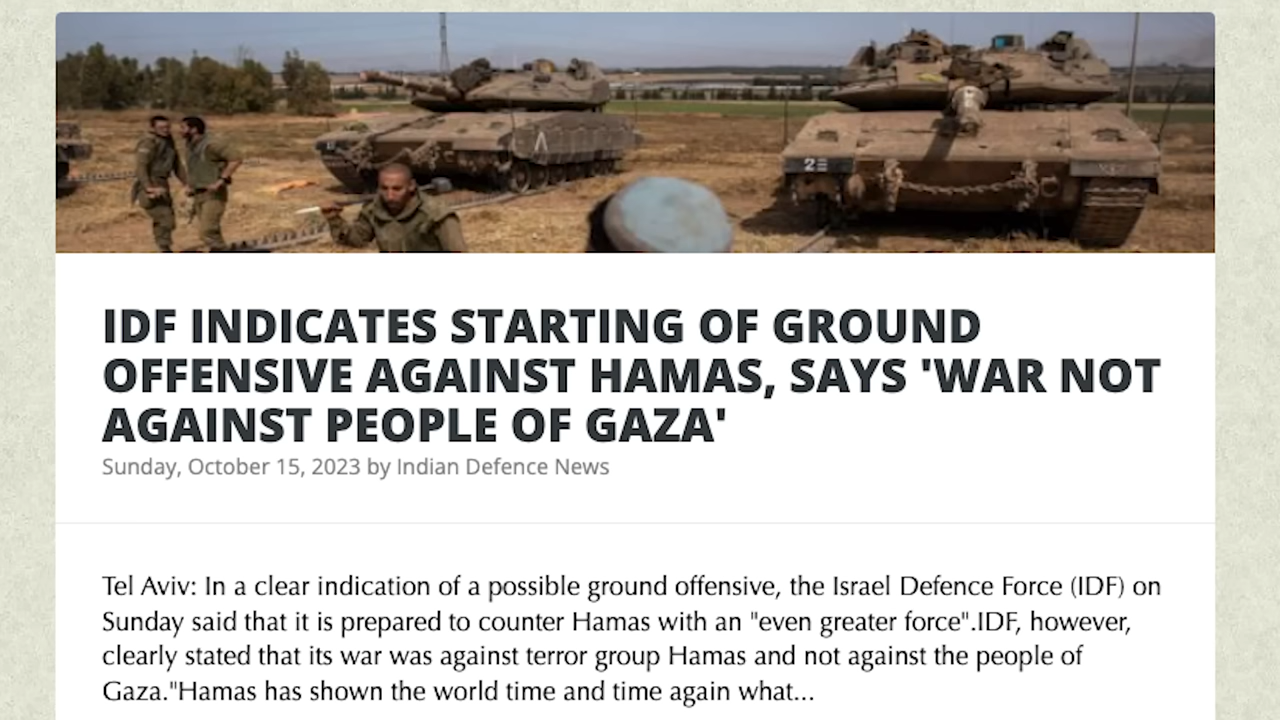 IDF INDICATES STARTING OF GROUND
OFFENSIVE AGAINST HAMAS, SAYS 'WAR NOT
AGAINST PEOPLE OF GAZA'
Sunday, October 15, 2023 by Indian Defence News
Tel Aviv: In a clear indication of a possible ground offensive, the Israel Defence Force (IDF) on
Sunday said that it is prepared to counter Hamas with an "even greater force".IDF, however,
clearly stated that its war was against terror group Hamas and not against the people of
Gaza."Hamas has shown the world time and time again what...